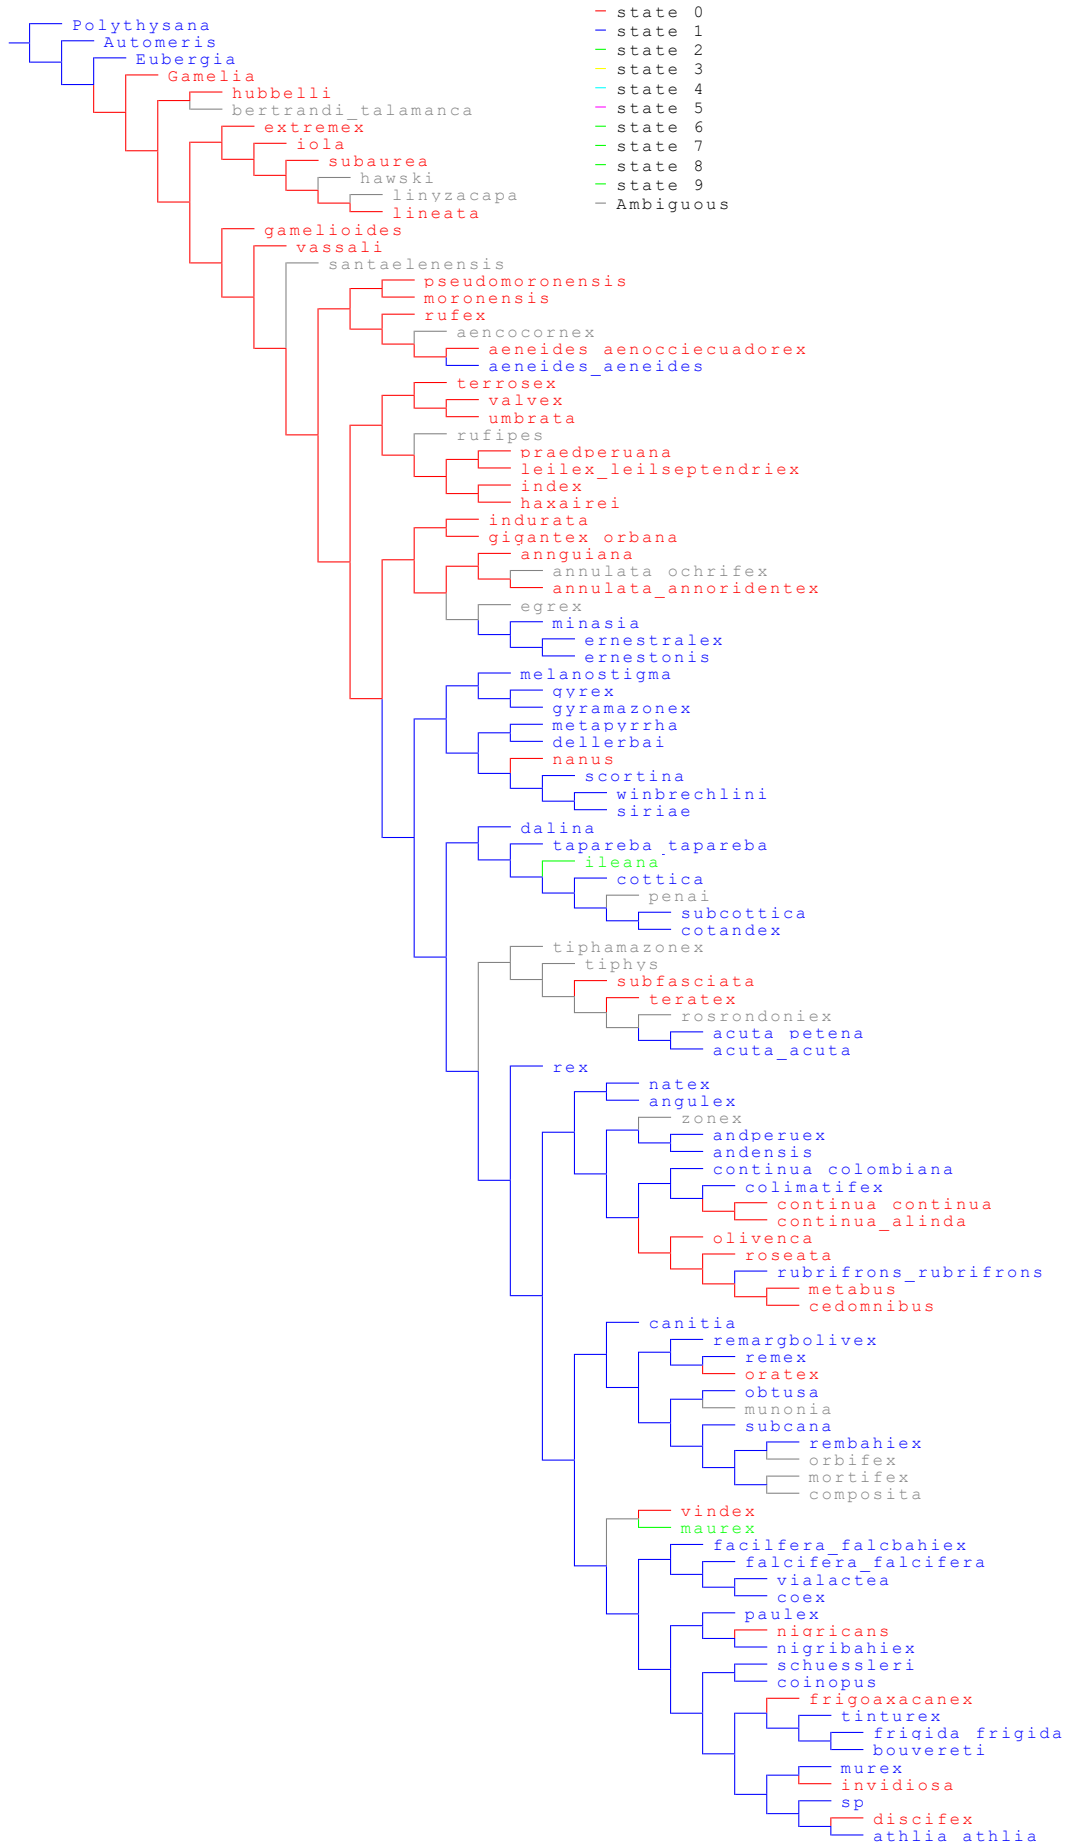 Polythysana
Automeris
Eubergia
Gamelia
hubbelli
bertrandi_talamanca
extremex
iola
subaurea
hawski
linyzacapa
lineata
state 0
state 1
state 2
state 3
state 4
state 5
state 6
state 7
state 8
state 9
Ambiguous
gamelioides
vassali
santaelenensis
pseudomoronensis
moronensis
rufex
aencocornex
aeneides_aenocciecuadorex
aeneides_aeneides
terrosex
valvex
umbrata
rufipes
praedperuana
leilex_leilseptendriex
index
haxairei
indurata
gigantex_orbana
annguiana
annulata_ochrifex
annulata_annoridentex
egrex
minasia
ernestralex
ernestonis
melanostigma
gyrex
gyramazonex
metapyrrha
dellerbai
nanus
scortina
winbrechlini
siriae
dalina
tapareba_tapareba
ileana
cottica
penai
subcottica
cotandex
tiphamazonex
tiphys
subfasciata
teratex
rosrondoniex
acuta_petena
acuta_acuta
rex
natex
angulex
zonex
andperuex
andensis
continua_colombiana
colimatifex
continua_continua
continua_alinda
olivenca
roseata
rubrifrons_rubrifrons
metabus
cedomnibus
canitia
remargbolivex
remex
oratex
obtusa
munonia
subcana
rembahiex
orbifex
mortifex
composita
vindex
maurex
facilfera_falcbahiex
falcifera_falcifera
vialactea
coex
paulex
nigricans
nigribahiex
schuessleri
coinopus
frigoaxacanex
tinturex
frigida_frigida
bouvereti
murex
invidiosa
sp
discifex
athlia_athlia